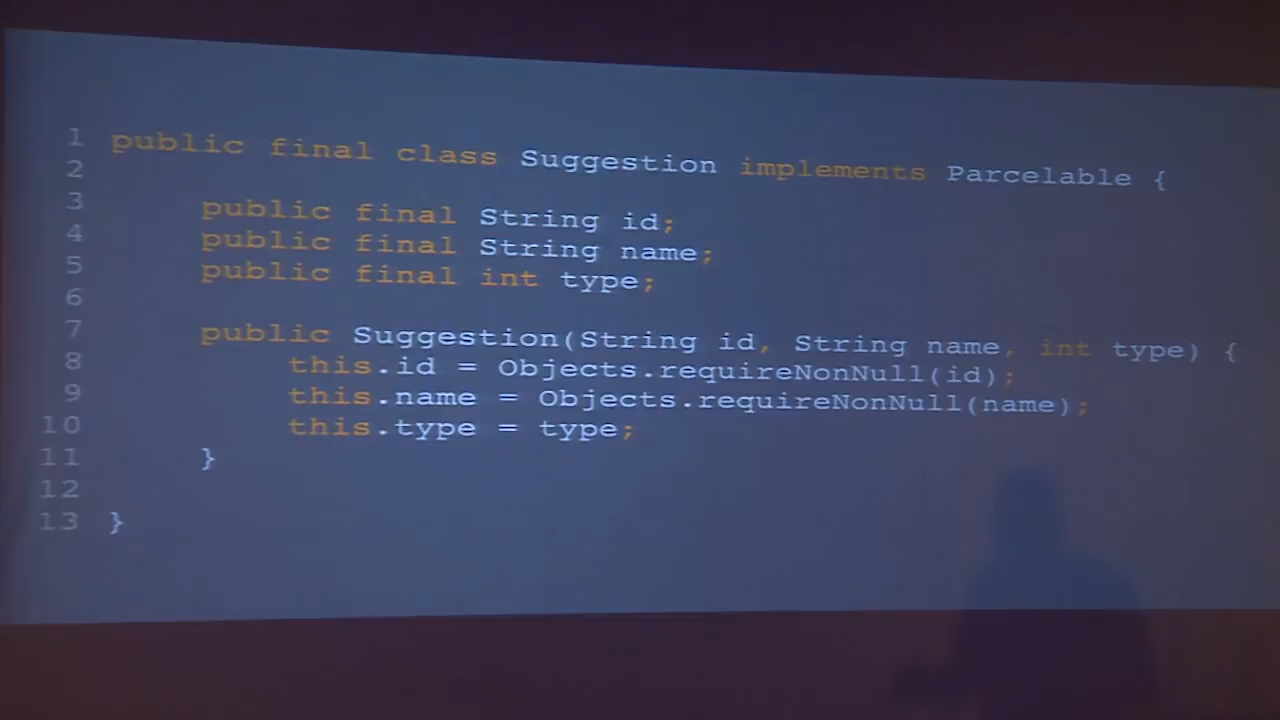 1 public final class Suggestion implements Parcelable {
2
3 public final String id;
4 public final String name;
5 public final int type;
6
7 public Suggestion(String id, String name, int type) {
8 this.id = Objects.requireNonNull(id);
9 this.name = Objects.requireNonNull(name);
10 this.type = type;
11 }
12
13 }